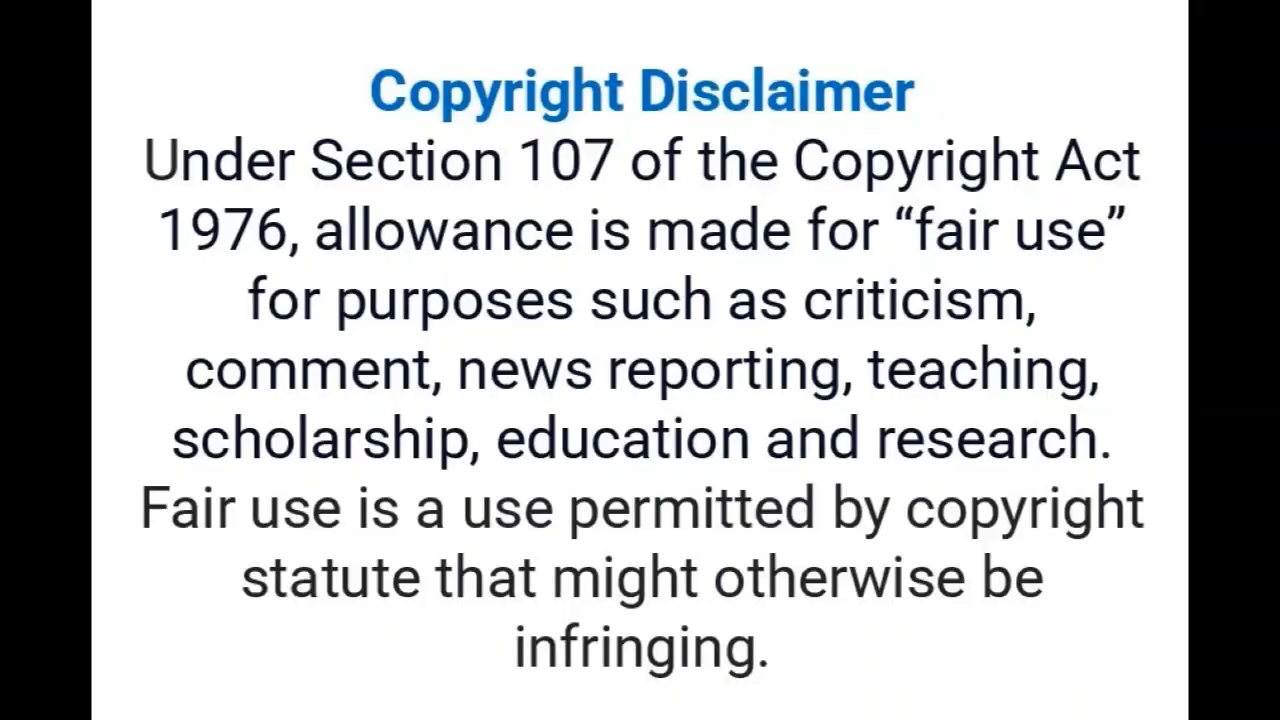 Copyright Disclaimer
Under Section 107 of the Copyright Act
1976, allowance is made for “fair use”
for purposes such as criticism,
comment, news reporting, teaching,
scholarship, education and research.
Fair use is a use permitted by copyright
statute that might otherwise be
infringing.